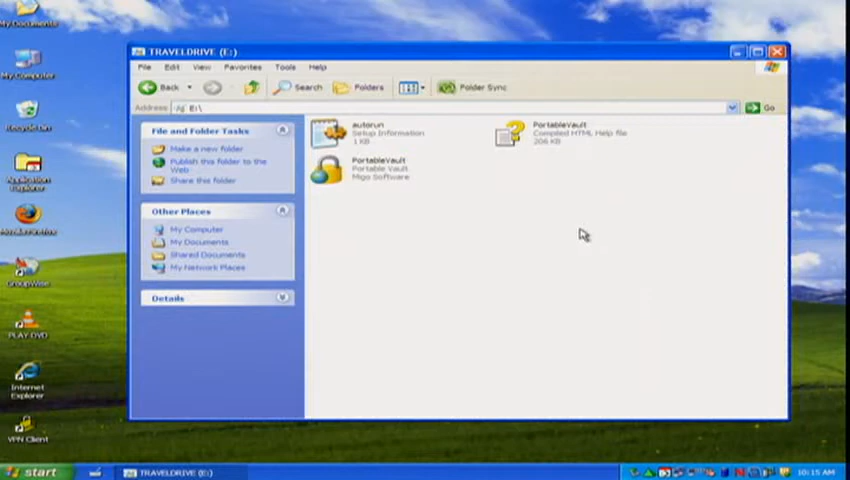 My Documents
My Computer
Recycle Bin
Application
Explorer
Mozilla Firefox
GroupWise
PLAY DVD
Internet
Explorer
VPN Client
TRAVELDRIVE (E:)
File Edit View Favorites Tools Help
Back Search Folders Folder Sync
Address E:\ Go
File and Folder Tasks
Make a new folder
Publish this folder to the
Web
Share this folder
Other Places
My Computer
My Documents
Shared Documents
My Network Places
Details
autorun
Setup Information
1 KB
PortableVault
Compiled HTML Help file
206 KB
PortableVault
Portable Vault
Migo Software
start
TRAVELDRIVE (E:)
10:15 AM